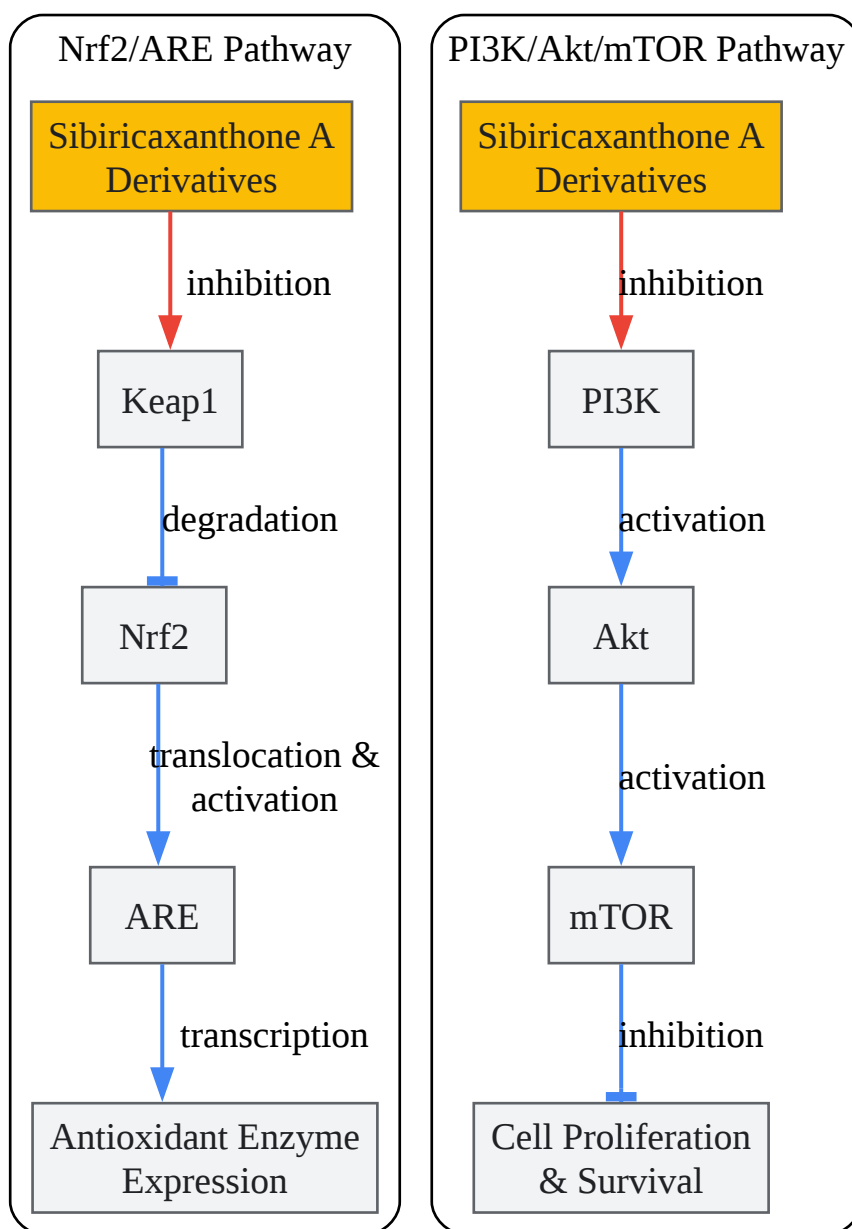 Nrf2/ARE Pathway
Sibiricaxanthone A
Derivatives
inhibition
Keap1
degradation
Nrf2
translocation &
activation
ARE
transcription
Antioxidant Enzyme
Expression
PI3K/Akt/mTOR Pathway
Sibiricaxanthone A
Derivatives
inhibition
PI3K
activation
Akt
activation
mTOR
inhibition
Cell Proliferation
& Survival